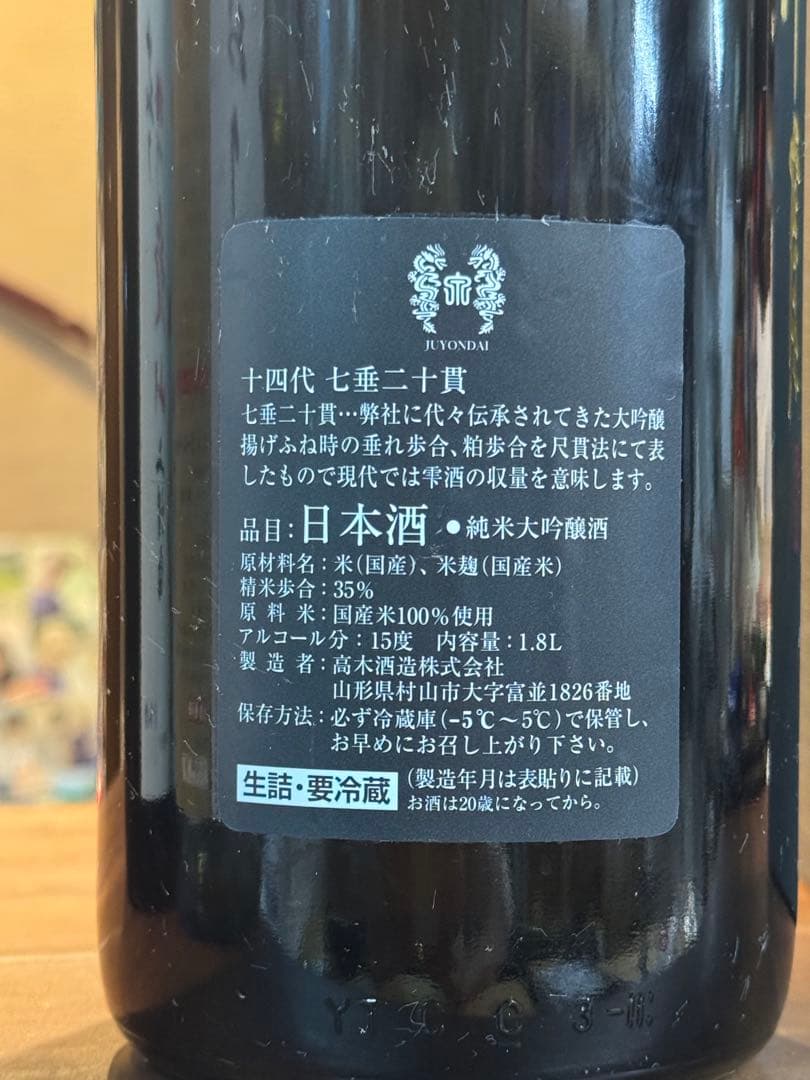 JUYONDAI
十四代 七垂二十貫
七垂二十貫…弊社に代々伝承されてきた大吟醸
揚げふね時の垂れ歩合、粕歩合を尺貫法にて表
したもので現代では雫酒の収量を意味します。
品目：日本酒 ●純米大吟醸酒
原材料名：米（国産）、米麹（国産米）
精米歩合：35％
原料米：国産米100％使用
アルコール分：15度 内容量：1.8L
製造者：高木酒造株式会社
山形県村山市大字富並1826番地
保存方法：必ず冷蔵庫（-5℃～5℃）で保管し、
お早めにお召し上がり下さい。
生詰・要冷蔵 （製造年月は表貼りに記載）
お酒は20歳になってから。